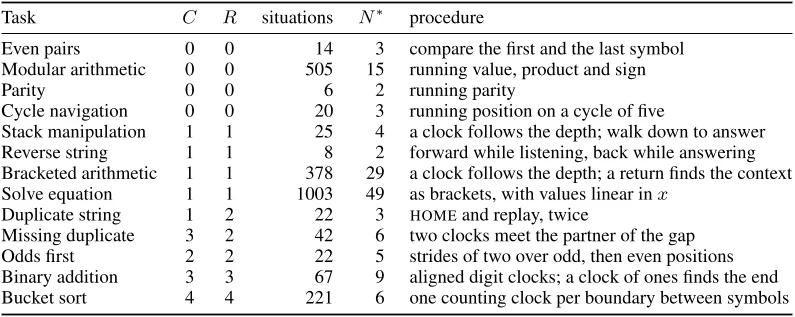 Task C R situations N* procedure
Even pairs 0 0 14 3 compare the first and the last symbol
Modular arithmetic 0 0 505 15 running value, product and sign
Parity 0 0 6 2 running parity
Cycle navigation 0 0 20 3 running position on a cycle of five
Stack manipulation 1 1 25 4 a clock follows the depth; walk down to answer
Reverse string 1 1 8 2 forward while listening, back while answering
Bracketed arithmetic 1 1 378 29 a clock follows the depth; a return finds the context
Solve equation 1 1 1003 49 as brackets, with values linear in x
Duplicate string 1 2 22 3 HOME and replay, twice
Missing duplicate 3 2 42 6 two clocks meet the partner of the gap
Odds first 2 2 22 5 strides of two over odd, then even positions
Binary addition 3 3 67 9 aligned digit clocks; a clock of ones finds the end
Bucket sort 4 4 221 6 one counting clock per boundary between symbols